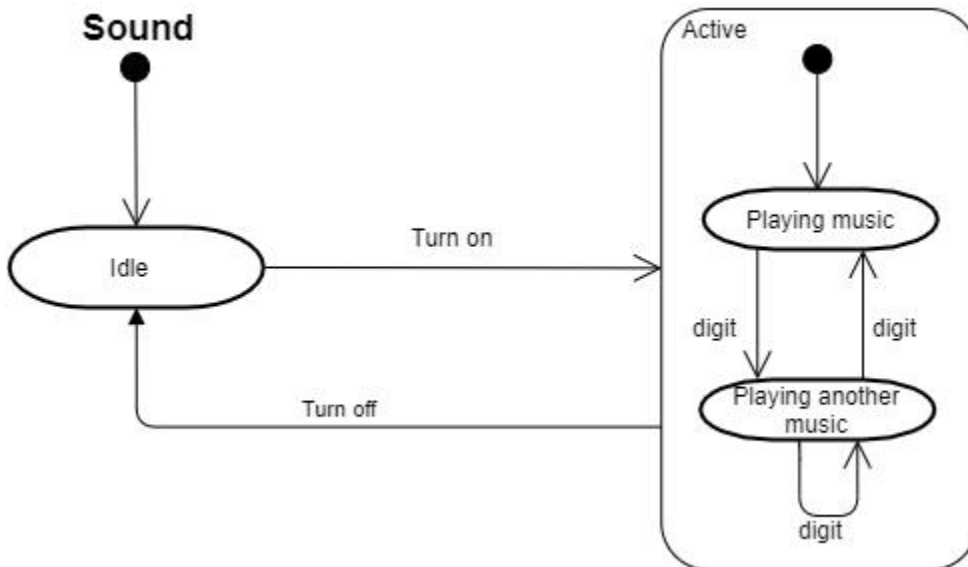 Sound
Active
Playing music
Turn on
Idle
digit
digit
Playing another
music
Turn off
digit